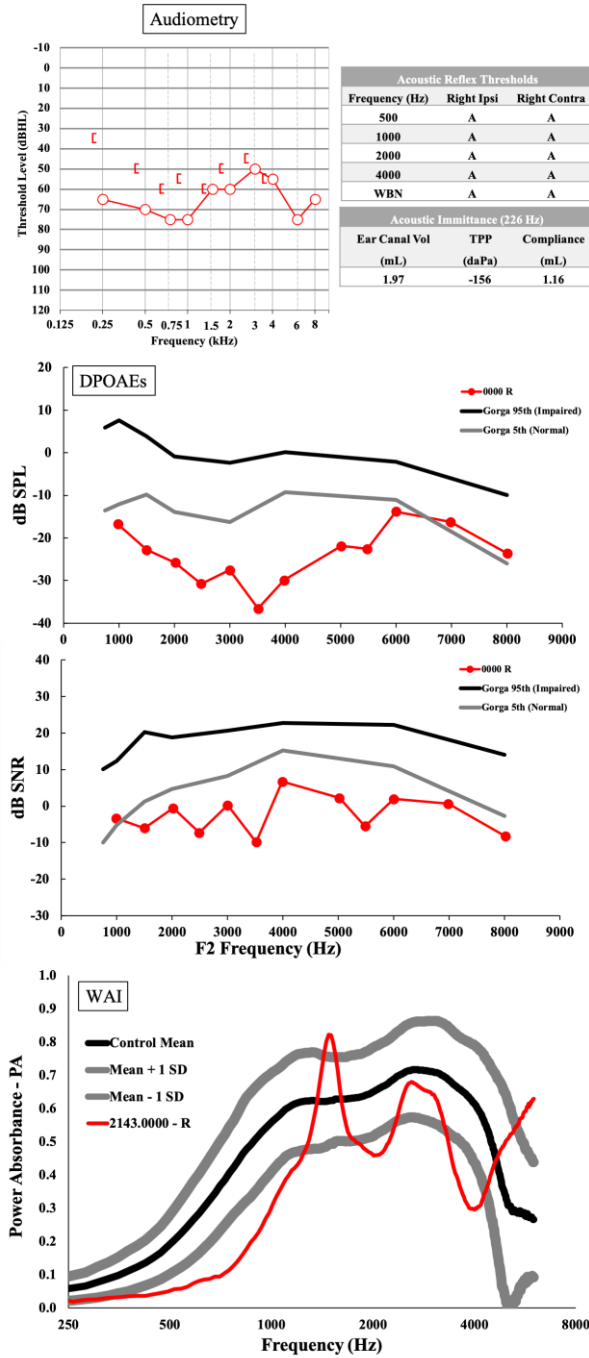 Audiometry
-10
0
10
20
30
40
50
60
70
80
90
100
110
120
Threshold Level (dBHL)
0.125 0.25 0.5 0.75 1 1.5 2 3 4 6 8
Frequency (kHz)
Acoustic Reflex Thresholds
Frequency (Hz) Right Ipsi Right Contra
500 A A
1000 A A
2000 A A
4000 A A
WBN A A
Acoustic Immittance (226 Hz)
Ear Canal Vol TPP Compliance
(mL) (daPa) (mL)
1.97 -156 1.16
DPOAEs
20
10
0
-10
-20
-30
-40
dB SPL
0000 R
Gorga 95th (Impaired)
Gorga 5th (Normal)
0 1000 2000 3000 4000 5000 6000 7000 8000 9000
30
20
10
0
-10
-20
-30
dB SNR
0000 R
Gorga 95th (Impaired)
Gorga 5th (Normal)
0 1000 2000 3000 4000 5000 6000 7000 8000 9000
F2 Frequency (Hz)
WAI
1.0
0.9
0.8
0.7
0.6
0.5
0.4
0.3
0.2
0.1
0.0
Power Absorbance - PA
Control Mean
Mean + 1 SD
Mean - 1 SD
2143.0000 - R
250 500 1000 2000 4000 8000
Frequency (Hz)